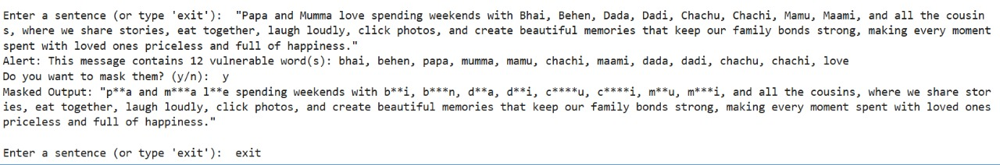 Enter a sentence (or type 'exit'):  "Papa and Mumma love spending weekends with Bhai, Behen, Dada, Dadi, Chachu, Chachi, Mamu, Maami, and all the cousin
s, where we share stories, eat together, laugh loudly, click photos, and create beautiful memories that keep our family bonds strong, making every moment
spent with loved ones priceless and full of happiness."
Alert: This message contains 12 vulnerable word(s): bhai, behen, papa, mumma, mamu, chachi, maami, dada, dadi, chachu, chachi, love
Do you want to mask them? (y/n):  y
Masked Output: "p**a and m***a l**e spending weekends with b**i, b***n, d**a, d**i, c****u, c****i, m**u, m***i, and all the cousins, where we share stor
ies, eat together, laugh loudly, click photos, and create beautiful memories that keep our family bonds strong, making every moment spent with loved ones
priceless and full of happiness."
Enter a sentence (or type 'exit'):  exit